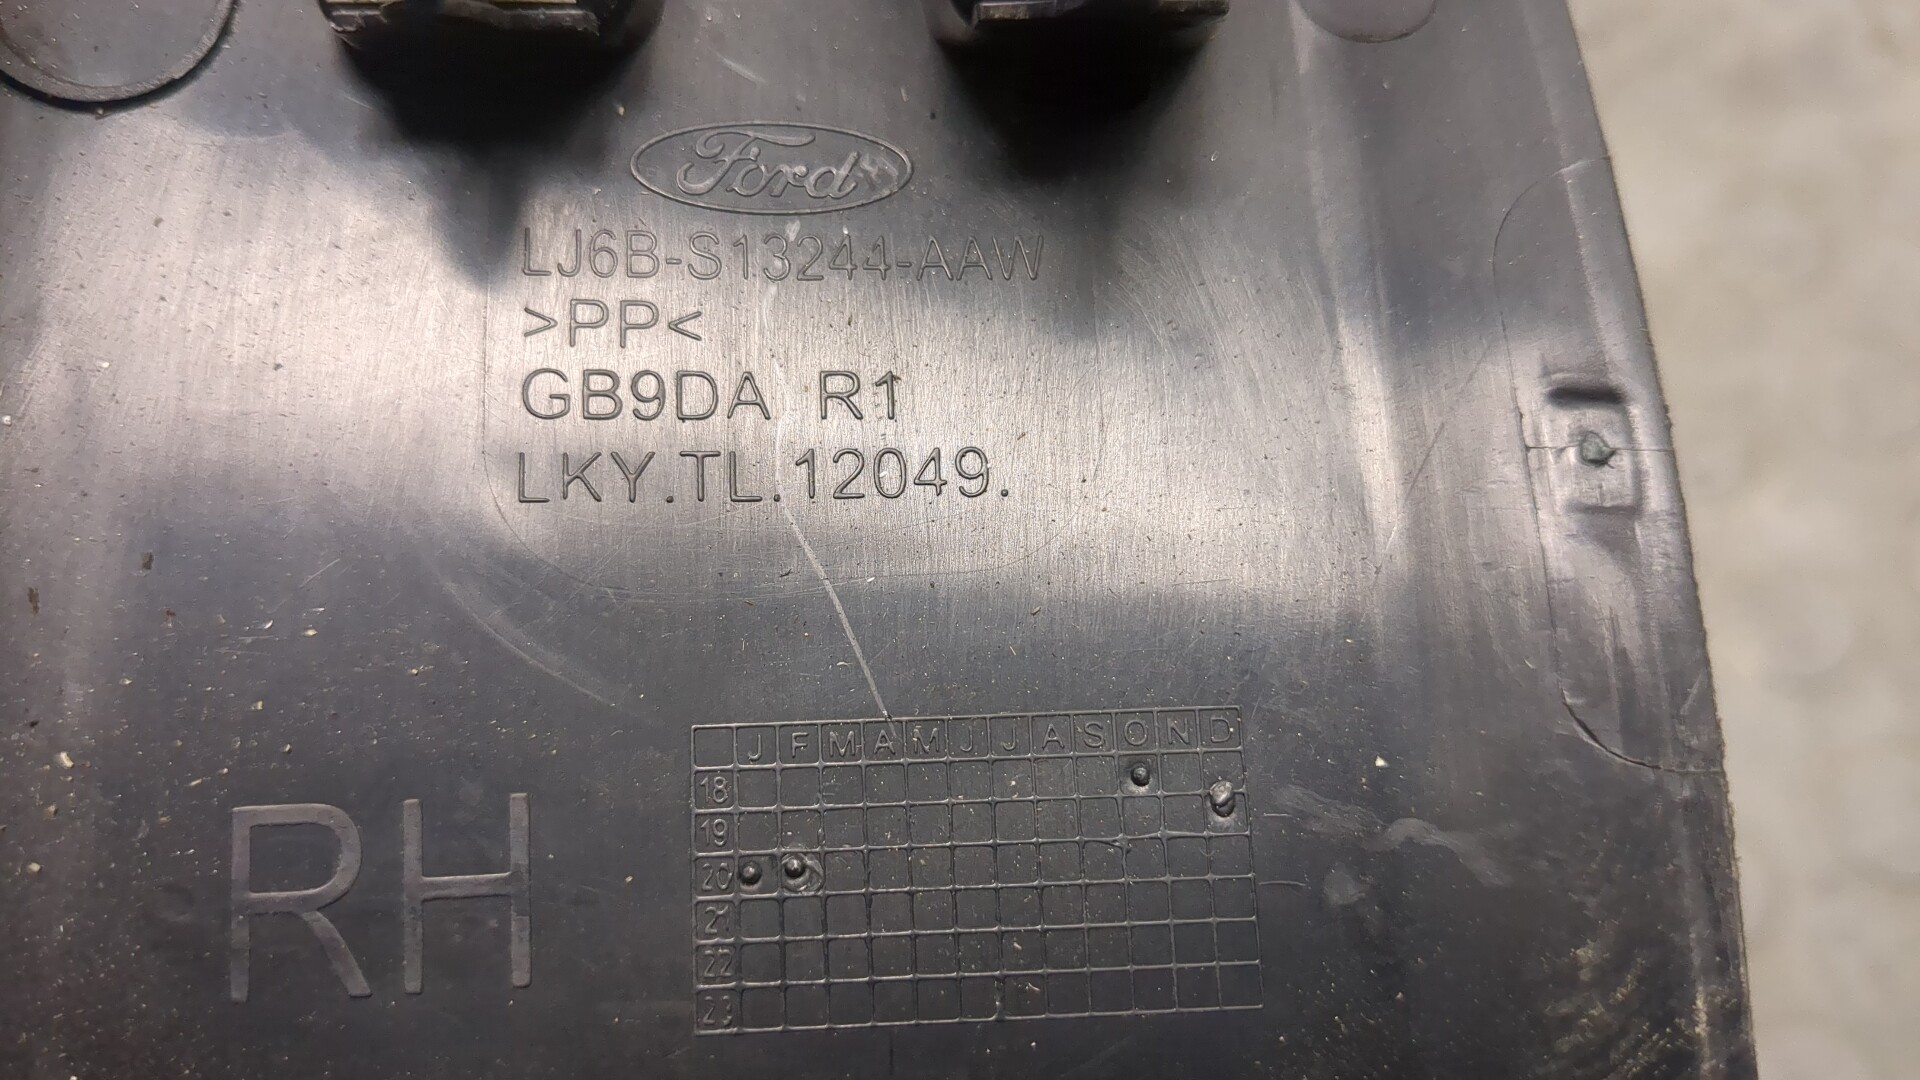 Ford
LJ6B-S13244-AAW
>PP<
GB9DA R1
LKY.TL.12049.
RH
J F M A M J J A S O N D
18
19
20
21
22
23